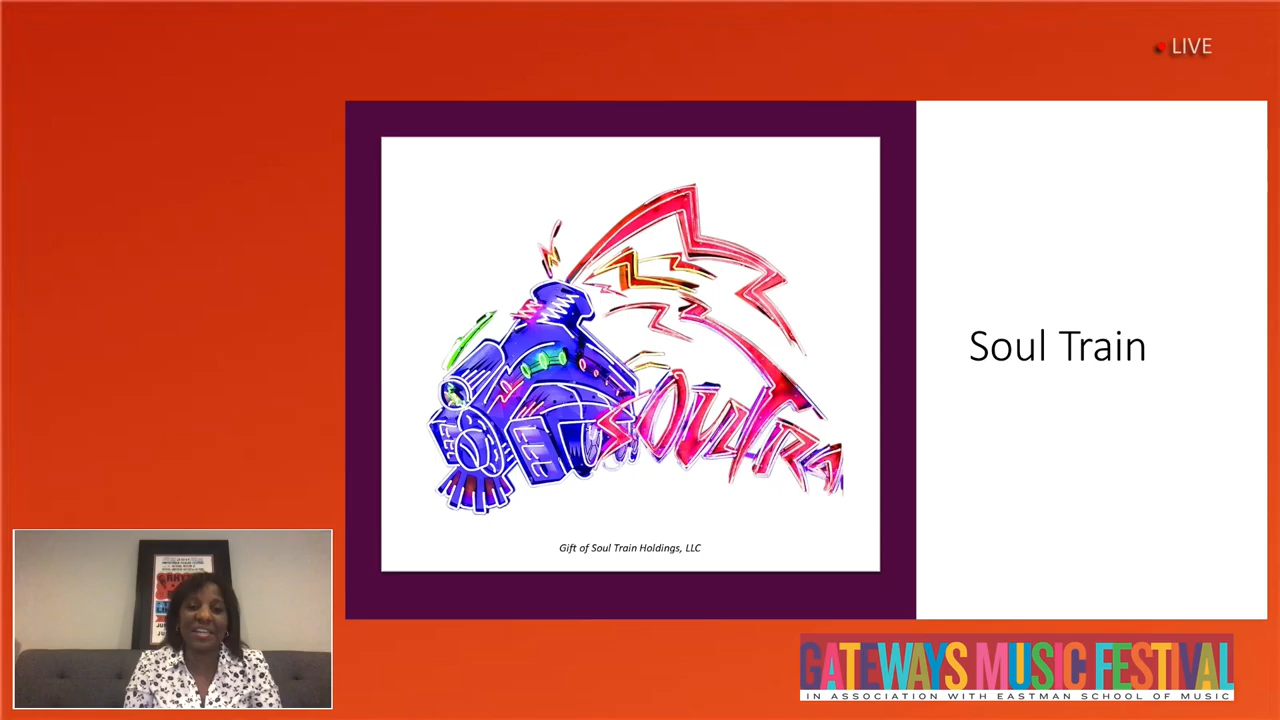 LIVE
SOULTRA
Soul Train
Gift of Soul Train Holdings, LLC
GATEWAYS MUSIC FESTIVAL
IN ASSOCIATION WITH EASTMAN SCHOOL OF MUSIC